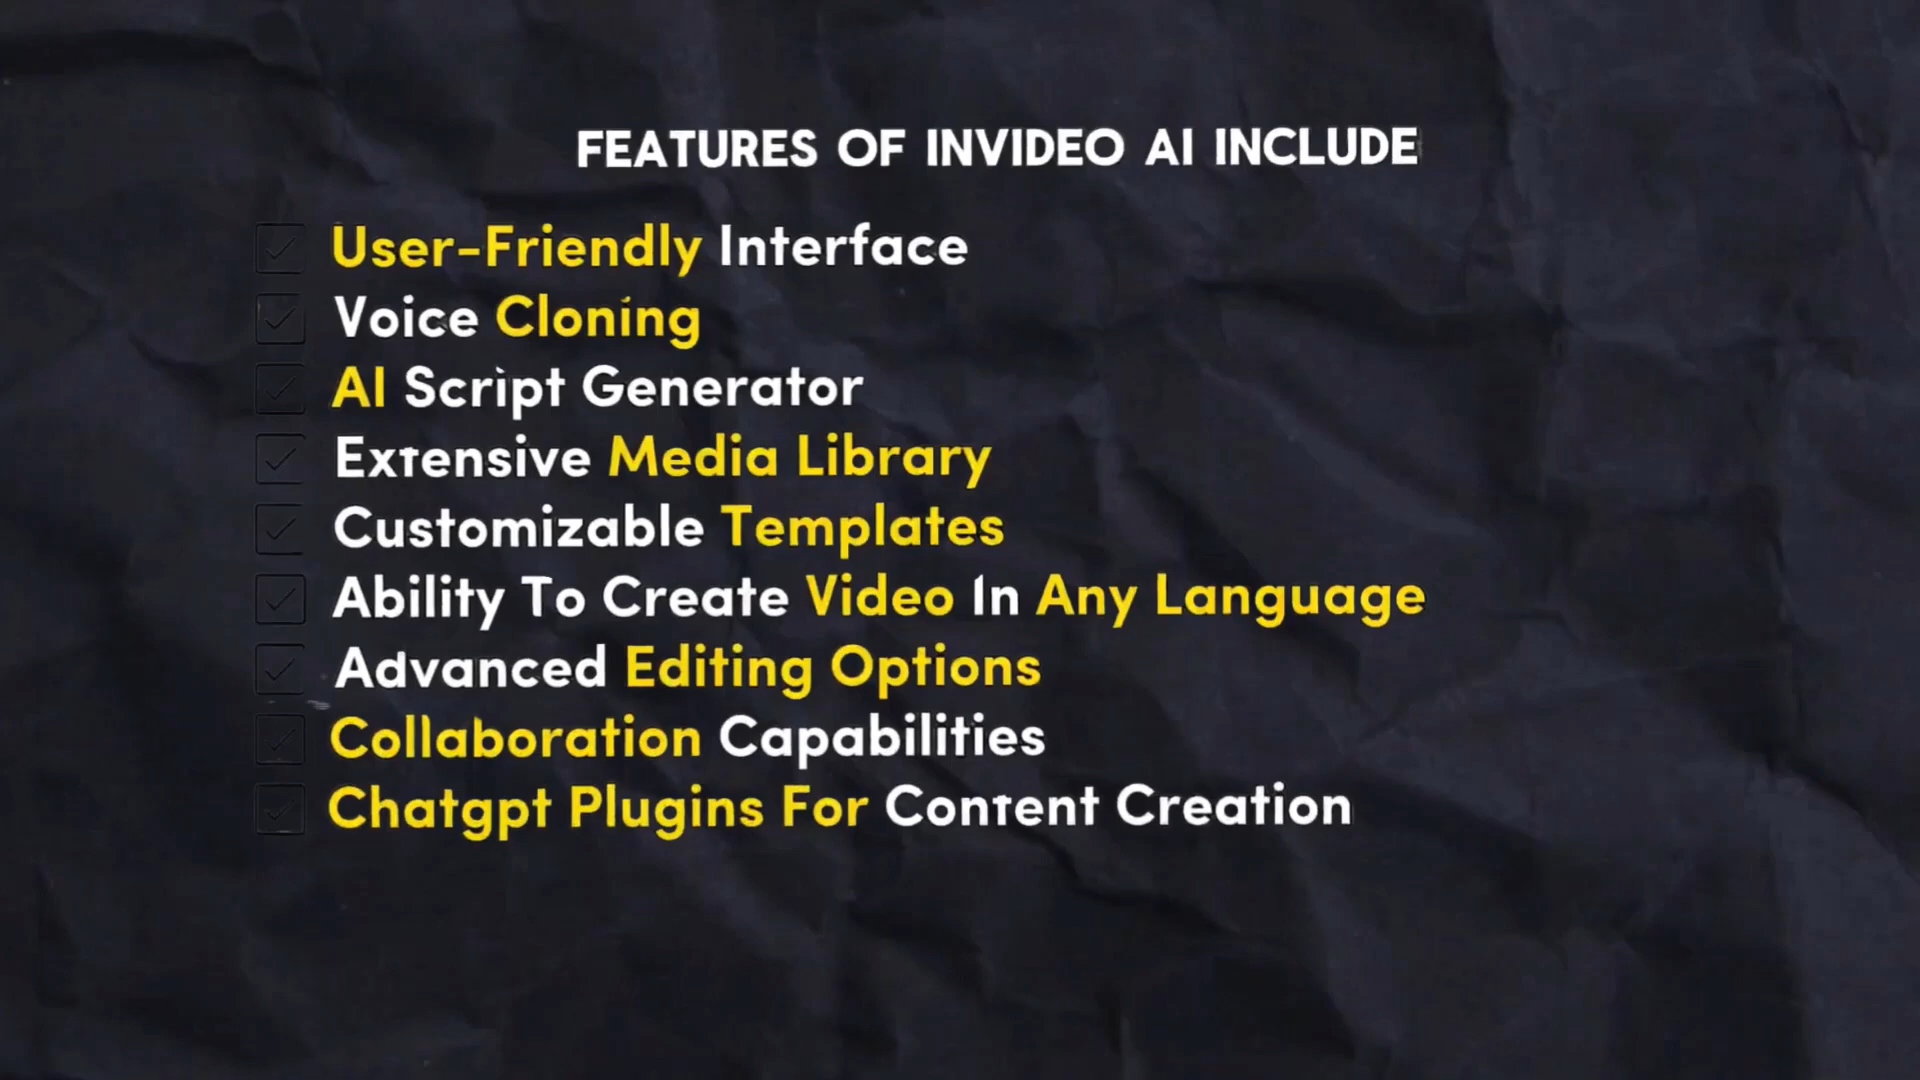 FEATURES OF INVIDEO AI INCLUDE
User-Friendly Interface
Voice Cloning
AI Script Generator
Extensive Media Library
Customizable Templates
Ability To Create Video In Any Language
Advanced Editing Options
Collaboration Capabilities
Chatgpt Plugins For Content Creation